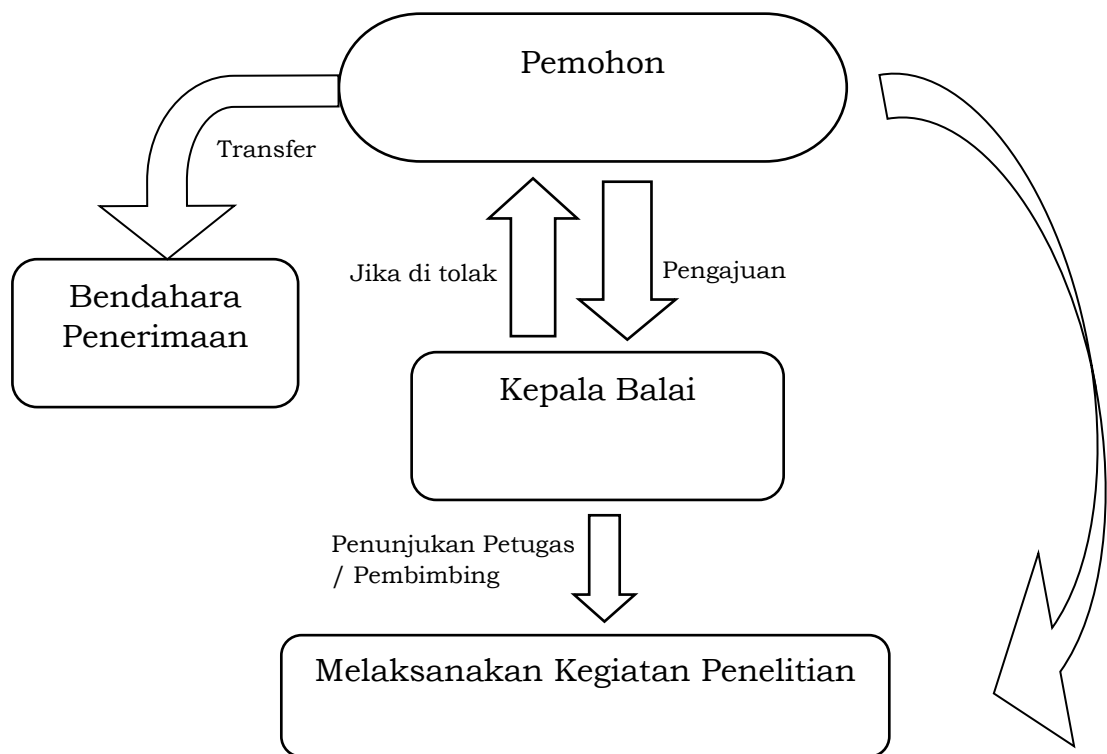 Pemohon
Transfer
Jika di tolak
Pengajuan
Bendahara
Penerimaan
Kepala Balai
Penunjukan Petugas
/ Pembimbing
Melaksanakan Kegiatan Penelitian